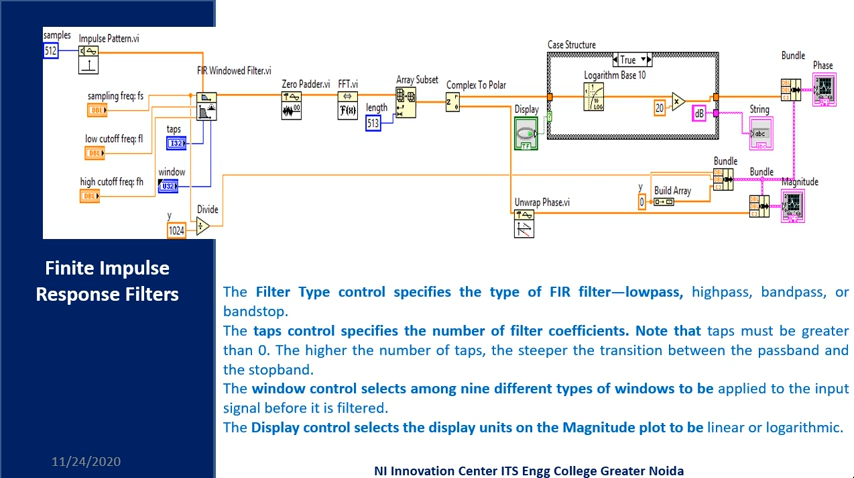 samples
Impulse Pattern.vi
512
FIR Windowed Filter.vi
Zero Padder.vi
FFT.vi
Array Subset
Complex To Polar
Case Structure
True
Logarithm Base 10
Bundle
Phase
sampling freq: fs
DBL
length
513
F(x)
Display
TF
20
x
dB
String
abc
taps
I32
low cutoff freq: fl
DBL
window
U32
high cutoff freq: fh
DBL
Bundle
Bundle
Magnitude
y
0
Build Array
Unwrap Phase.vi
y
Divide
1024
Finite Impulse
Response Filters
The Filter Type control specifies the type of FIR filter—lowpass, highpass, bandpass, or
bandstop.
The taps control specifies the number of filter coefficients. Note that taps must be greater
than 0. The higher the number of taps, the steeper the transition between the passband and
the stopband.
The window control selects among nine different types of windows to be applied to the input
signal before it is filtered.
The Display control selects the display units on the Magnitude plot to be linear or logarithmic.
11/24/2020
NI Innovation Center ITS Engg College Greater Noida